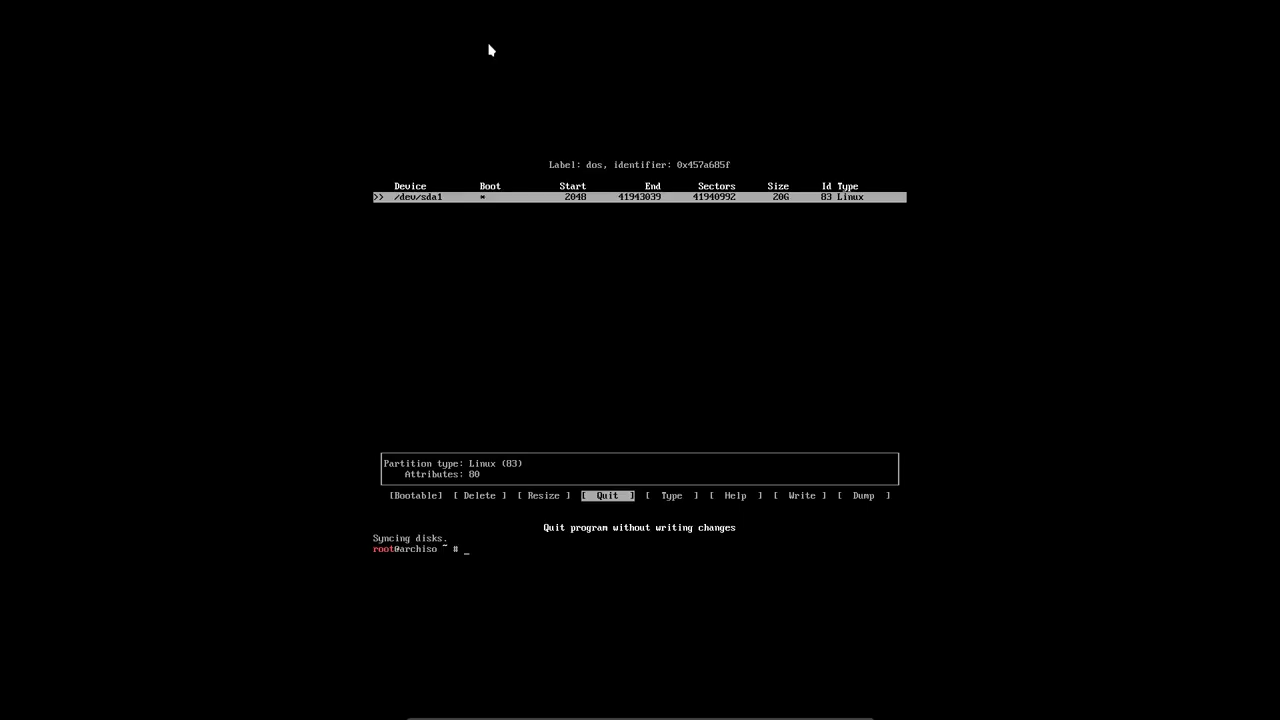 Label: dos, identifier: 0x457a685f
Device Boot Start End Sectors Size Id Type
>> /dev/sda1 * 2048 41943039 41940992 20G 83 Linux
Partition type: Linux (83)
Attributes: 80
[Bootable] [ Delete ] [ Resize ] [ Quit ] [ Type ] [ Help ] [ Write ] [ Dump ]
Quit program without writing changes
Syncing disks.
root@archiso ~ # _